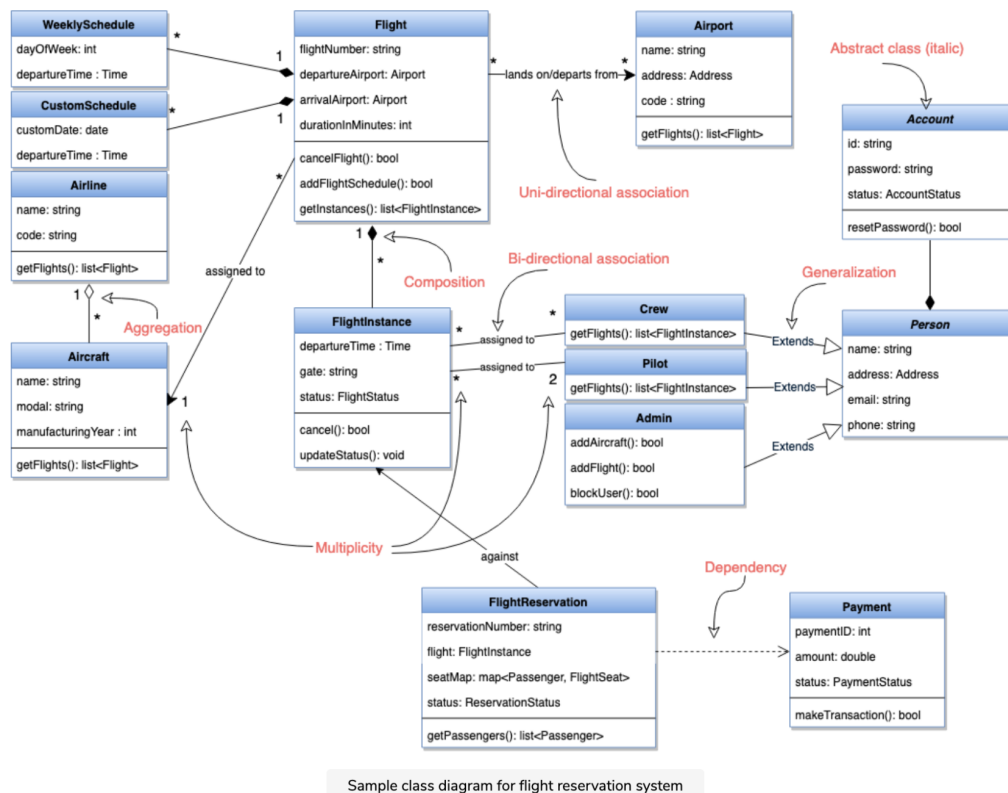 WeeklySchedule
dayOfWeek: int
departureTime : Time
*
1
CustomSchedule
customDate: date
departureTime : Time
*
1
Flight
flightNumber: string
departureAirport: Airport
arrivalAirport: Airport
durationInMinutes: int
cancelFlight(): bool
addFlightSchedule(): bool
getInstances(): list<FlightInstance>
*
lands on/departs from
*
Uni-directional association
Airport
name: string
address: Address
code : string
getFlights(): list<Flight>
Abstract class (italic)
Account
id: string
password: string
status: AccountStatus
resetPassword(): bool
Airline
name: string
code: string
getFlights(): list<Flight>
1
*
Aggregation
Aircraft
name: string
modal: string
manufacturingYear : int
getFlights(): list<Flight>
*
assigned to
1
1
*
Composition
Bi-directional association
Generalization
FlightInstance
departureTime : Time
gate: string
status: FlightStatus
cancel(): bool
updateStatus(): void
*
assigned to
*
*
assigned to
2
Crew
getFlights(): list<FlightInstance>
Pilot
getFlights(): list<FlightInstance>
Admin
addAircraft(): bool
addFlight(): bool
blockUser(): bool
Extends
Extends
Extends
Person
name: string
address: Address
email: string
phone: string
Multiplicity
against
Dependency
FlightReservation
reservationNumber: string
flight: FlightInstance
seatMap: map<Passenger, FlightSeat>
status: ReservationStatus
getPassengers(): list<Passenger>
Payment
paymentID: int
amount: double
status: PaymentStatus
makeTransaction(): bool
Sample class diagram for flight reservation system